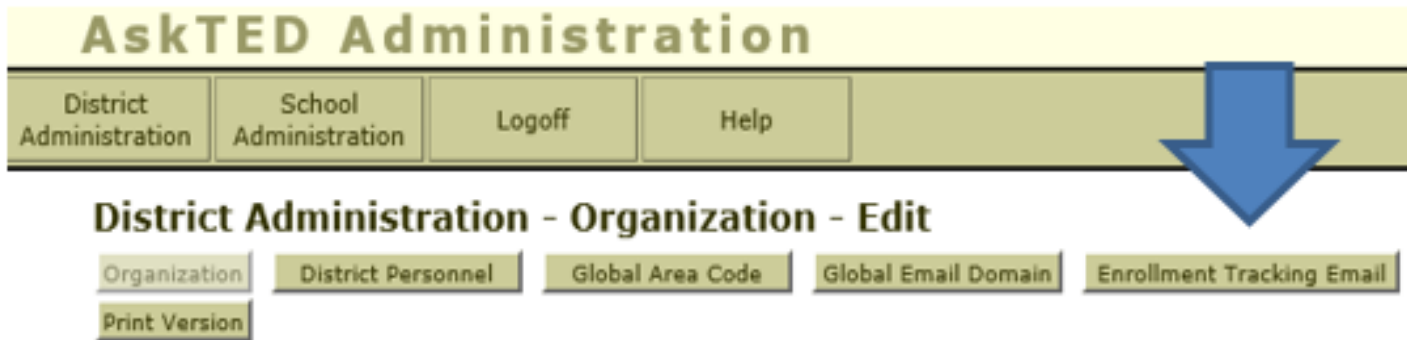 AskTED Administration
District Administration
School Administration
Logoff
Help
District Administration - Organization - Edit
Organization District Personnel Global Area Code Global Email Domain Enrollment Tracking Email
Print Version